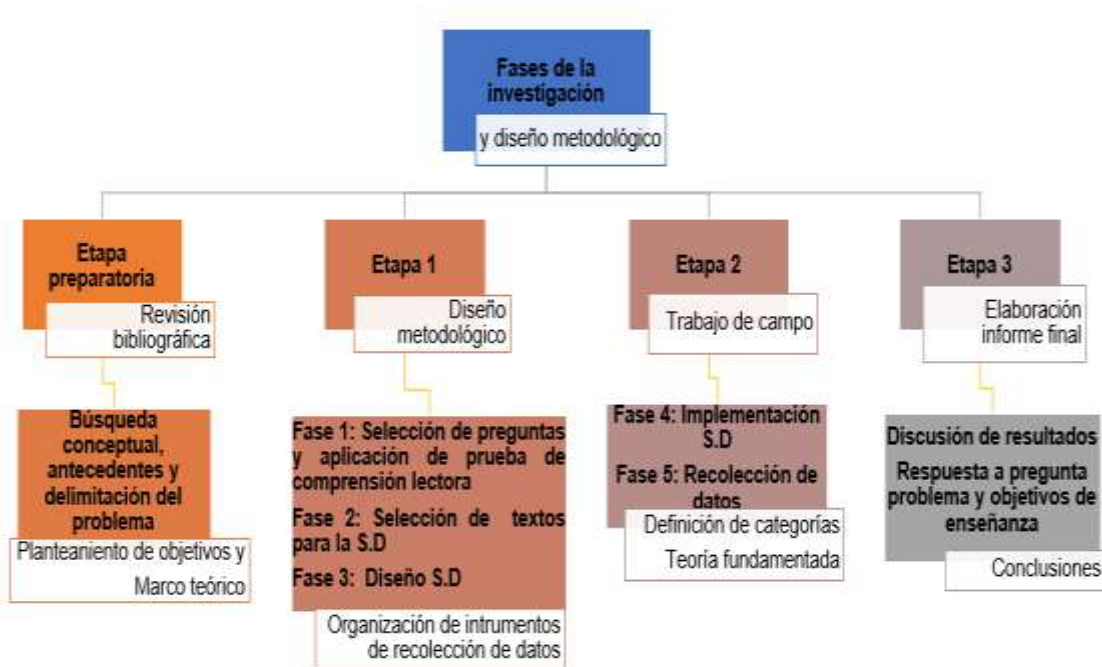 Fases de la
investigación
y diseño metodológico
Etapa
preparatoria
Revisión
bibliográfica
Etapa 1
Diseño
metodológico
Etapa 2
Trabajo de campo
Etapa 3
Elaboración
informe final
Búsqueda
conceptual,
antecedentes y
delimitación del
problema
Planteaniento de objetivos y
Marco teórico
Fase 1: Selección de preguntas
y aplicación de prueba de
comprensión lectora
Fase 2: Selección de textos
para la S.D
Fase 3: Diseño S.D
Organización de intrumentos
de recolección de datos
Fase 4: Implementación
S.D
Fase 5: Recolección de
datos
Definición de categorías
Teoría fundamentada
Discusión de resultados
Respuesta a pregunta
problema y objetivos de
enseñanza
Conclusiones